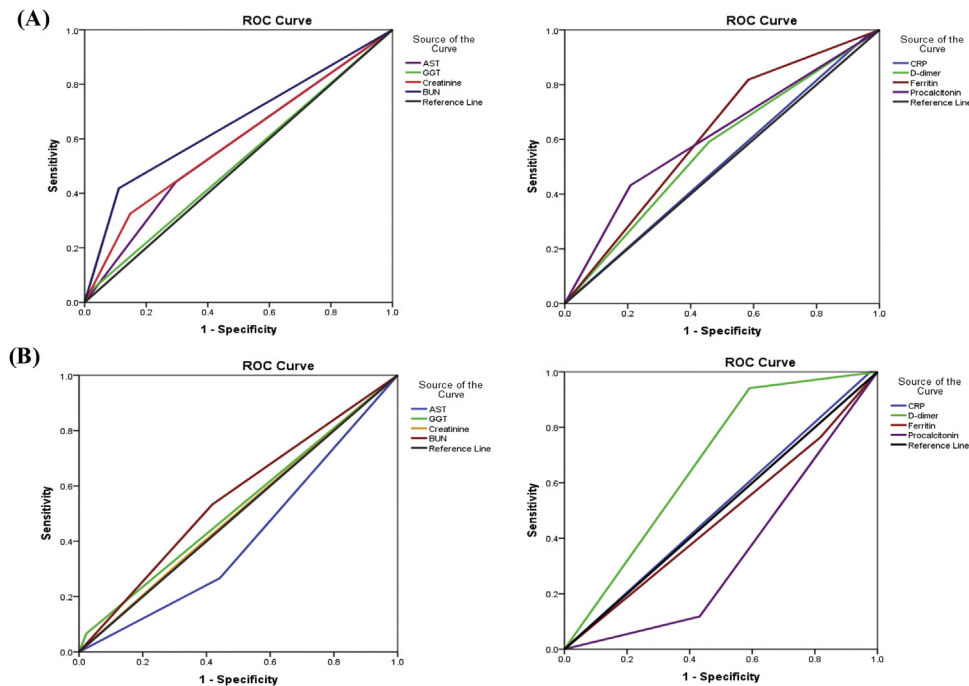 (A)
ROC Curve
Sensitivity
1.0
0.8
0.6
0.4
0.2
0.0
0.0 0.2 0.4 0.6 0.8 1.0
1 - Specificity
Source of the
Curve
AST
GGT
Creatinine
BUN
Reference Line
ROC Curve
Sensitivity
1.0
0.8
0.6
0.4
0.2
0.0
0.0 0.2 0.4 0.6 0.8 1.0
1 - Specificity
Source of the
Curve
CRP
D-dimer
Ferritin
Procalcitonin
Reference Line
(B)
ROC Curve
Sensitivity
1.0
0.8
0.6
0.4
0.2
0.0
0.0 0.2 0.4 0.6 0.8 1.0
1 - Specificity
Source of the
Curve
AST
GGT
Creatinine
BUN
Reference Line
ROC Curve
Sensitivity
1.0
0.8
0.6
0.4
0.2
0.0
0.0 0.2 0.4 0.6 0.8 1.0
1 - Specificity
Source of the
Curve
CRP
D-dimer
Ferritin
Procalcitonin
Reference Line